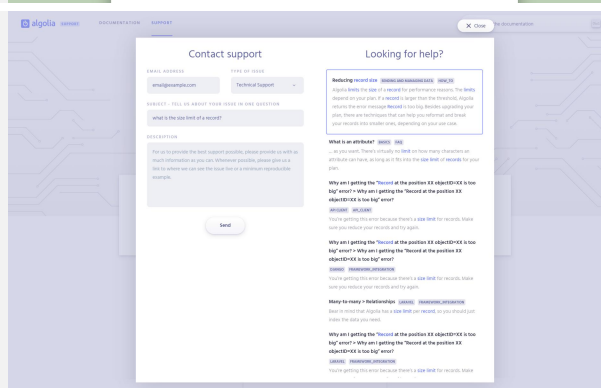 algolia SUPPORT
DOCUMENTATION
SUPPORT
Close
the documentation
Contact support
EMAIL ADDRESS
TYPE OF ISSUE
email@example.com
Technical Support
SUBJECT - TELL US ABOUT YOUR ISSUE IN ONE QUESTION
what is the size limit of a record?
DESCRIPTION
For us to provide the best support possible, please provide us with as
much information as you can. Whenever possible, please give us a
link to where we can see the issue live or a minimum reproducible
example.
Send
Looking for help?
Reducing record size SENDING AND MANAGING DATA HOW_TO
Algolia limits the size of a record for performance reasons. The limits
depend on your plan. If a record is larger than the threshold, Algolia
returns the error message Record is too big. Besides upgrading your
plan, there are techniques that can help you reformat and break
your records into smaller ones, depending on your use case.
What is an attribute? BASICS FAQ
... as you want. There's virtually no limit on how many characters an
attribute can have, as long as it fits into the size limit of records for your
plan.
Why am I getting the "Record at the position XX objectID=XX is too
big" error? > Why am I getting the "Record at the position XX
objectID=XX is too big" error?
API CLIENT API_CLIENT
You're getting this error because there's a size limit for records. Make
sure you reduce your records and try again.
Why am I getting the "Record at the position XX objectID=XX is too
big" error? > Why am I getting the "Record at the position XX
objectID=XX is too big" error?
DJANGO FRAMEWORK_INTEGRATION
You're getting this error because there's a size limit for records. Make
sure you reduce your records and try again.
Many-to-many > Relationships LARAVEL FRAMEWORK_INTEGRATION
Bear in mind that Algolia has a size limit per record, so you should just
index the data you need.
Why am I getting the "Record at the position XX objectID=XX is too
big" error? > Why am I getting the "Record at the position XX
objectID=XX is too big" error?
LARAVEL FRAMEWORK_INTEGRATION
You're getting this error because there's a size limit for records. Make